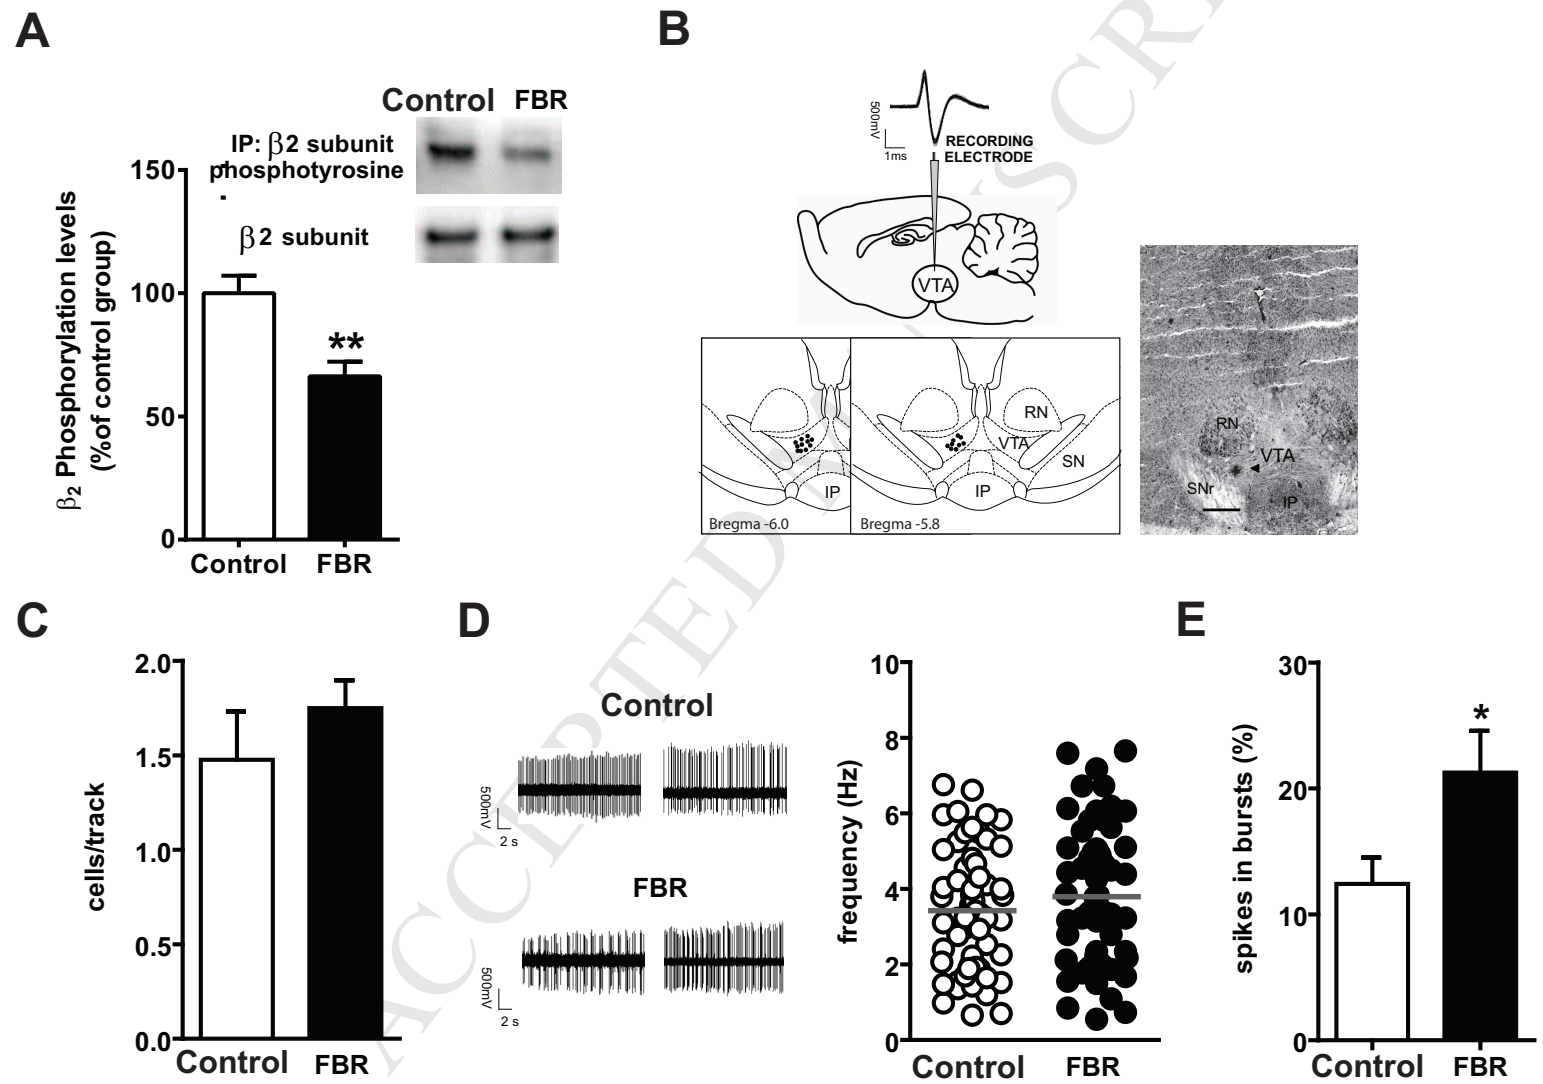 A
Control FBR
IP: β2 subunit
phosphotyrosine
β2 subunit
β2 Phosphorylation levels
(%of control group)
150
100
50
0
**
Control FBR
B
500mV
1ms
RECORDING
ELECTRODE
VTA
RN
VTA
SN
IP
IP
Bregma -6.0
Bregma -5.8
RN
VTA
SNr
IP
C
cells/track
2.0
1.5
1.0
0.5
0.0
Control FBR
D
Control
500mV
2 s
FBR
500mV
2 s
frequency (Hz)
10
8
6
4
2
0
Control FBR
E
spikes in bursts (%)
30
20
10
0
*
Control FBR